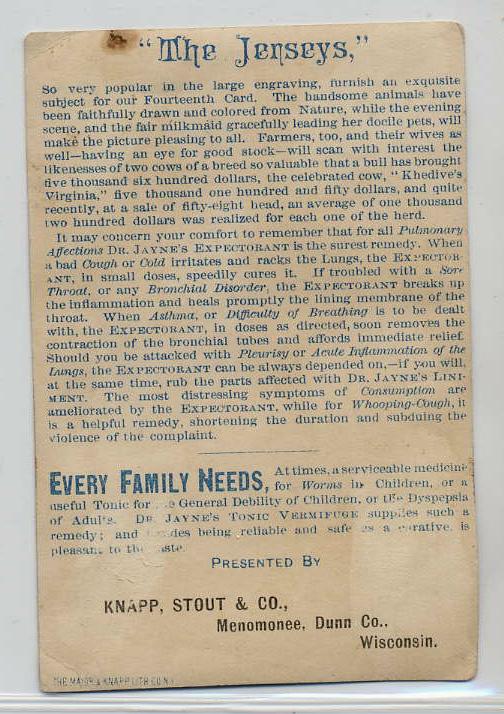 "The Jerseys,"
So very popular in the large engraving, furnish an exquisite
subject for our Fourteenth Card. The handsome animals have
been faithfully drawn and colored from Nature, while the evening
scene, and the fair milkmaid gracefully leading her docile pets, will
make the picture pleasing to all. Farmers, too, and their wives as
well—having an eye for good stock—will scan with interest the
likenesses of two cows of a breed so valuable that a bull has brought
five thousand six hundred dollars, the celebrated cow, "Khedive's
Virginia," five thousand one hundred and fifty dollars, and quite
recently, at a sale of fifty-eight head, an average of one thousand
two hundred dollars was realized for each one of the herd.
It may concern your comfort to remember that for all Pulmonary
Affections DR. JAYNE'S EXPECTORANT is the surest remedy. When
a bad Cough or Cold irritates and racks the Lungs, the EXPECTOR-
ANT, in small doses, speedily cures it. If troubled with a Sore
Throat, or any Bronchial Disorder, the EXPECTORANT breaks up
the inflammation and heals promptly the lining membrane of the
throat. When Asthma, or Difficulty of Breathing is to be dealt
with, the EXPECTORANT, in doses as directed, soon removes the
contraction of the bronchial tubes and affords immediate relief.
Should you be attacked with Pleurisy or Acute Inflammation of the
Lungs, the EXPECTORANT can be always depended on,—if you will,
at the same time, rub the parts affected with DR. JAYNE'S LINI-
MENT. The most distressing symptoms of Consumption are
ameliorated by the EXPECTORANT, while for Whooping-Cough, it
is a helpful remedy, shortening the duration and subduing the
violence of the complaint.
EVERY FAMILY NEEDS, At times, a serviceable medicine
for Worms in Children, or a
useful Tonic for General Debility of Children, or the Dyspepsia
of Adults. DR. JAYNE'S TONIC VERMIFUGE supplies such a
remedy; and being reliable and safe as a curative, is
pleasant to the taste.
PRESENTED BY
KNAPP, STOUT & CO.,
Menomonee, Dunn Co.,
Wisconsin.
THE MAJOR & KNAPP LITH CO N.Y.